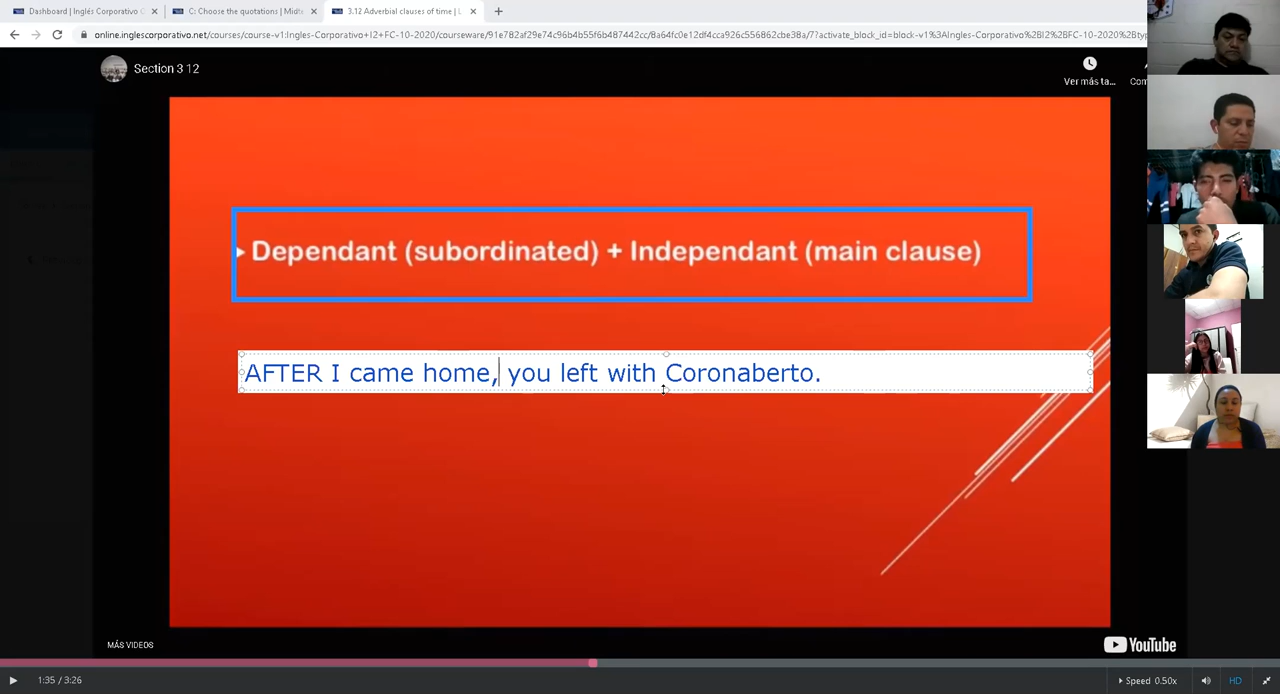 Dashboard | Inglés Corporativo
C: Choose the quotations | Midt
3.12 Adverbial clauses of time |
online.inglescorporativo.net/courses/course-v1:Ingles-Corporativo+I2+FC-10-2020/courseware/91e782af29e74c96b4b55f6b487442cc/8a64fc0e12df4cca926c556862cbe38a/7?activate_block_id=block-v1%3AIngles-Corporativo%2BI2%2BFC-10-2020%2Btyp
Section 3 12
Ver más ta...
Dependant (subordinated) + Independant (main clause)
AFTER I came home, you left with Coronaberto.
MÁS VIDEOS
YouTube
1:35 / 3:26
Speed 0.50x
HD